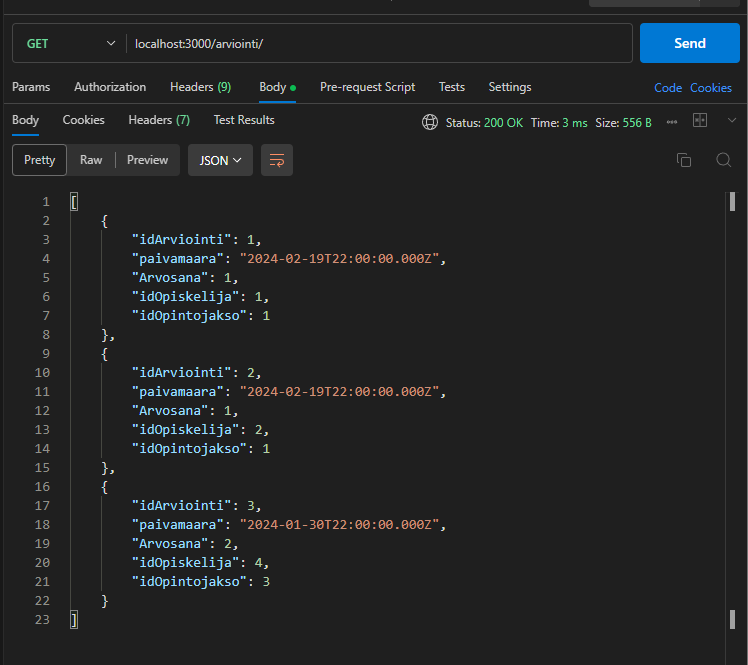 GET localhost:3000/arviointi/ Send
Params Authorization Headers (9) Body Pre-request Script Tests Settings Code Cookies
Body Cookies Headers (7) Test Results Status: 200 OK Time: 3 ms Size: 556 B
Pretty Raw Preview JSON
1 [
2 {
3 "idArviointi": 1,
4 "paivamaara": "2024-02-19T22:00:00.000Z",
5 "Arvosana": 1,
6 "idOpiskelija": 1,
7 "idOpintojakso": 1
8 },
9 {
10 "idArviointi": 2,
11 "paivamaara": "2024-02-19T22:00:00.000Z",
12 "Arvosana": 1,
13 "idOpiskelija": 2,
14 "idOpintojakso": 1
15 },
16 {
17 "idArviointi": 3,
18 "paivamaara": "2024-01-30T22:00:00.000Z",
19 "Arvosana": 2,
20 "idOpiskelija": 4,
21 "idOpintojakso": 3
22 }
23 ]